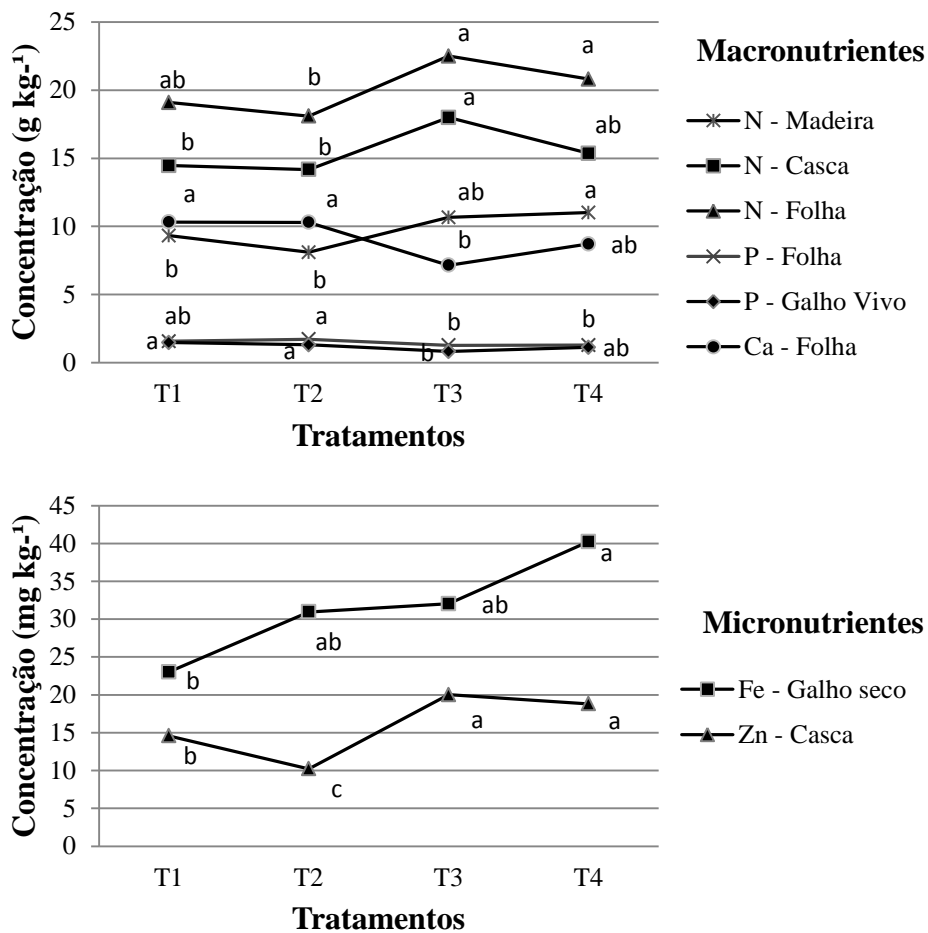 25
20
15
10
5
0
Concentração (g kg-¹)
ab b a a
b b a ab
a a b ab
b b ab a
ab a b b
a a b ab
T1 T2 T3 T4
Tratamentos
Macronutrientes
N - Madeira
N - Casca
N - Folha
P - Folha
P - Galho Vivo
Ca - Folha
45
40
35
30
25
20
15
10
5
0
Concentração (mg kg-¹)
b ab ab a
b c a a
T1 T2 T3 T4
Tratamentos
Micronutrientes
Fe - Galho seco
Zn - Casca